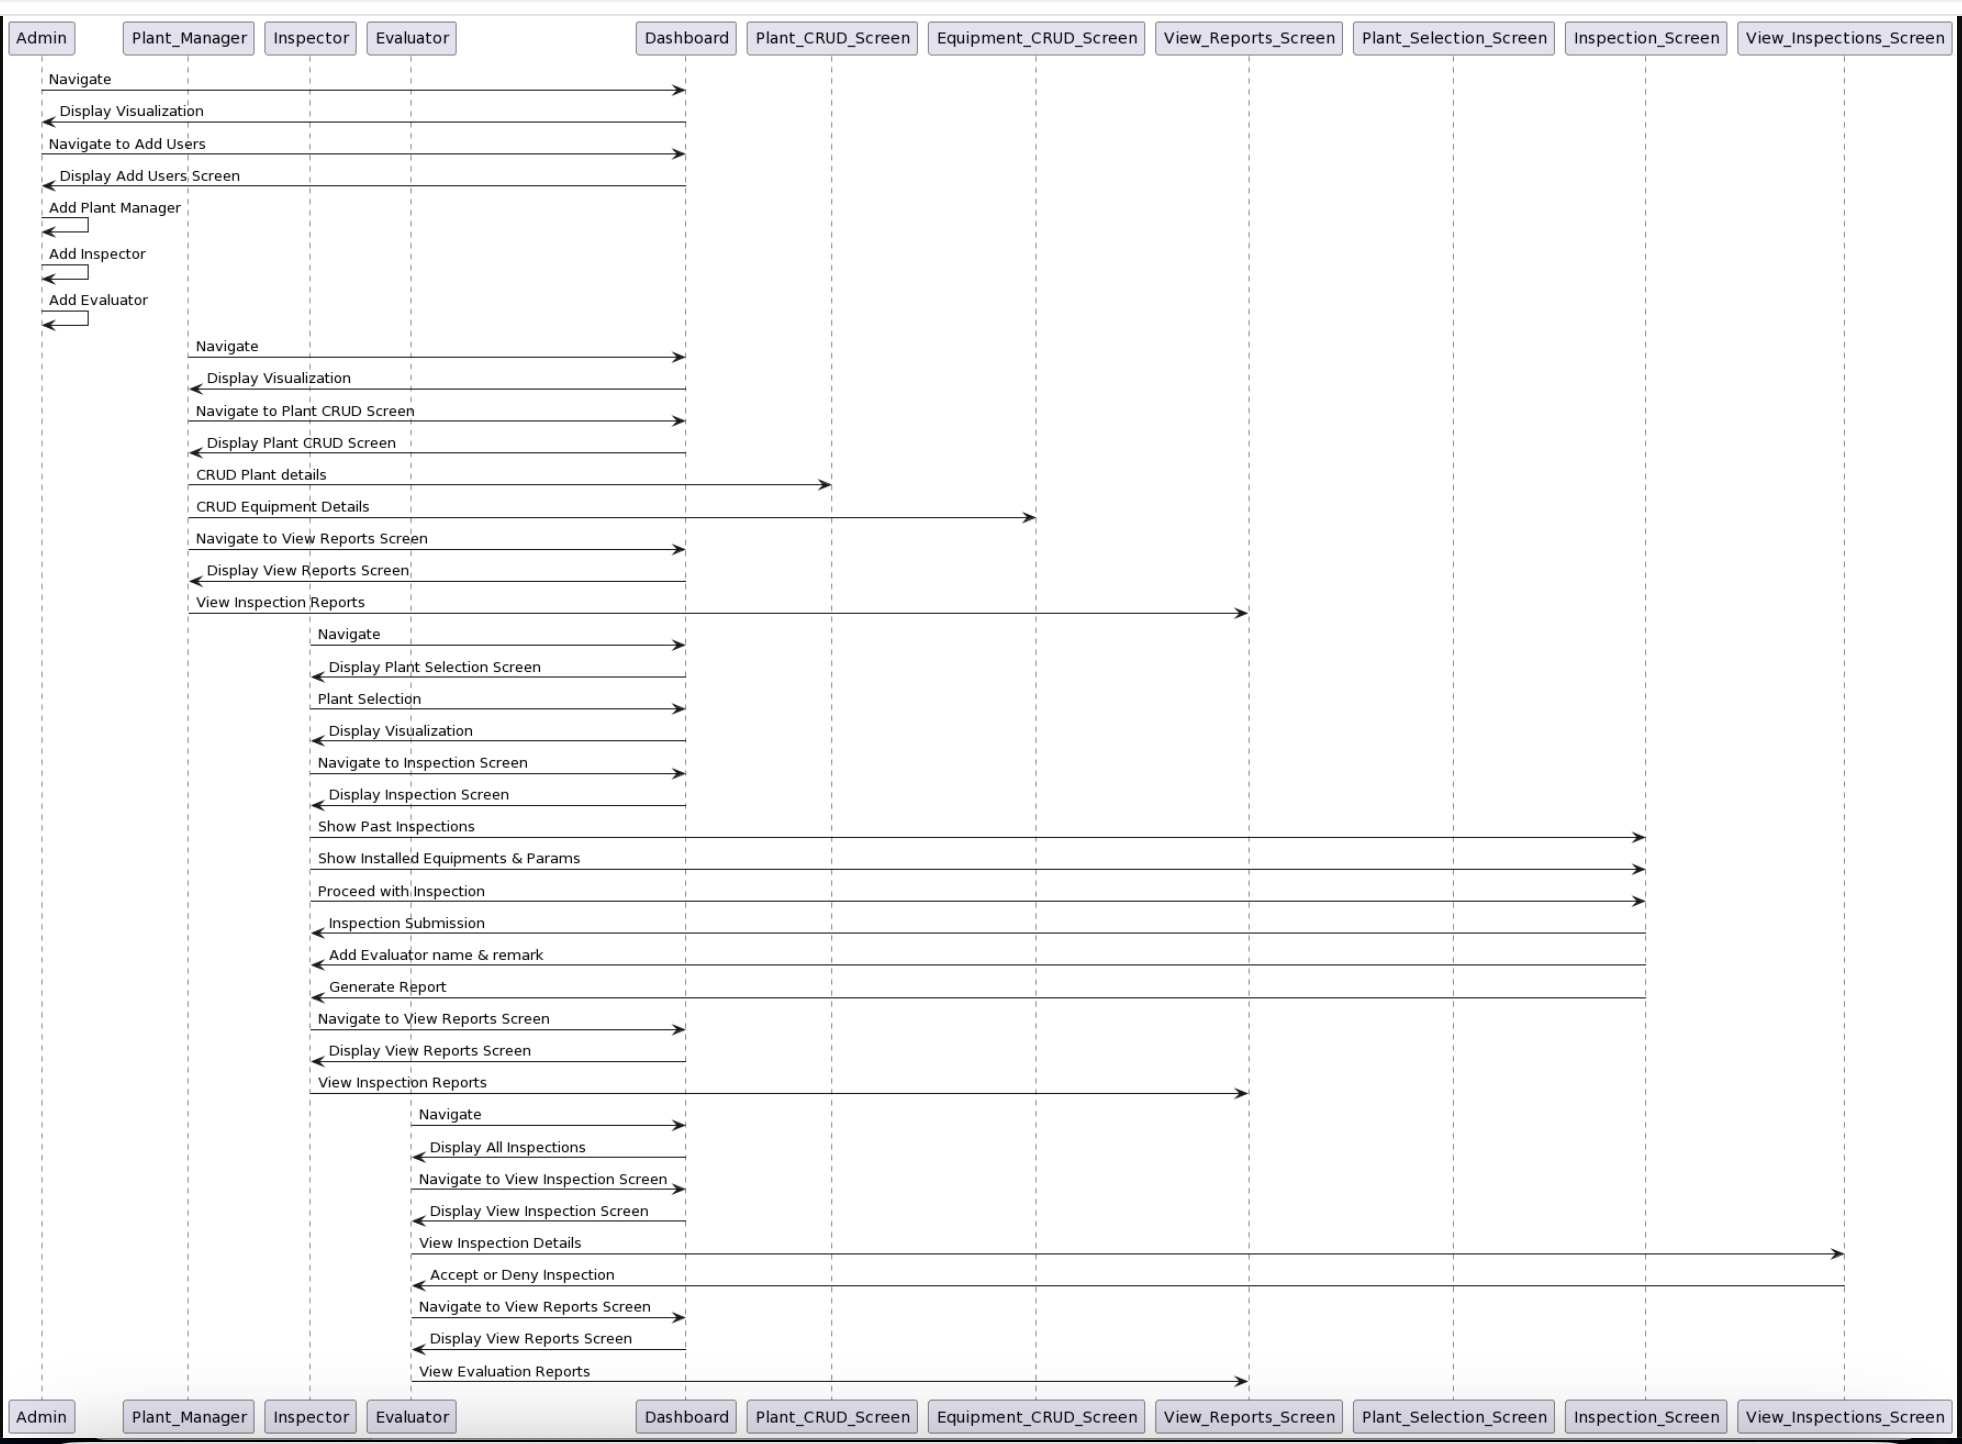 Admin Plant_Manager Inspector Evaluator Dashboard Plant_CRUD_Screen Equipment_CRUD_Screen View_Reports_Screen Plant_Selection_Screen Inspection_Screen View_Inspections_Screen
Navigate
Display Visualization
Navigate to Add Users
Display Add Users Screen
Add Plant Manager
Add Inspector
Add Evaluator
Navigate
Display Visualization
Navigate to Plant CRUD Screen
Display Plant CRUD Screen
CRUD Plant details
CRUD Equipment Details
Navigate to View Reports Screen
Display View Reports Screen
View Inspection Reports
Navigate
Display Plant Selection Screen
Plant Selection
Display Visualization
Navigate to Inspection Screen
Display Inspection Screen
Show Past Inspections
Show Installed Equipments & Params
Proceed with Inspection
Inspection Submission
Add Evaluator name & remark
Generate Report
Navigate to View Reports Screen
Display View Reports Screen
View Inspection Reports
Navigate
Display All Inspections
Navigate to View Inspection Screen
Display View Inspection Screen
View Inspection Details
Accept or Deny Inspection
Navigate to View Reports Screen
Display View Reports Screen
View Evaluation Reports
Admin Plant_Manager Inspector Evaluator Dashboard Plant_CRUD_Screen Equipment_CRUD_Screen View_Reports_Screen Plant_Selection_Screen Inspection_Screen View_Inspections_Screen